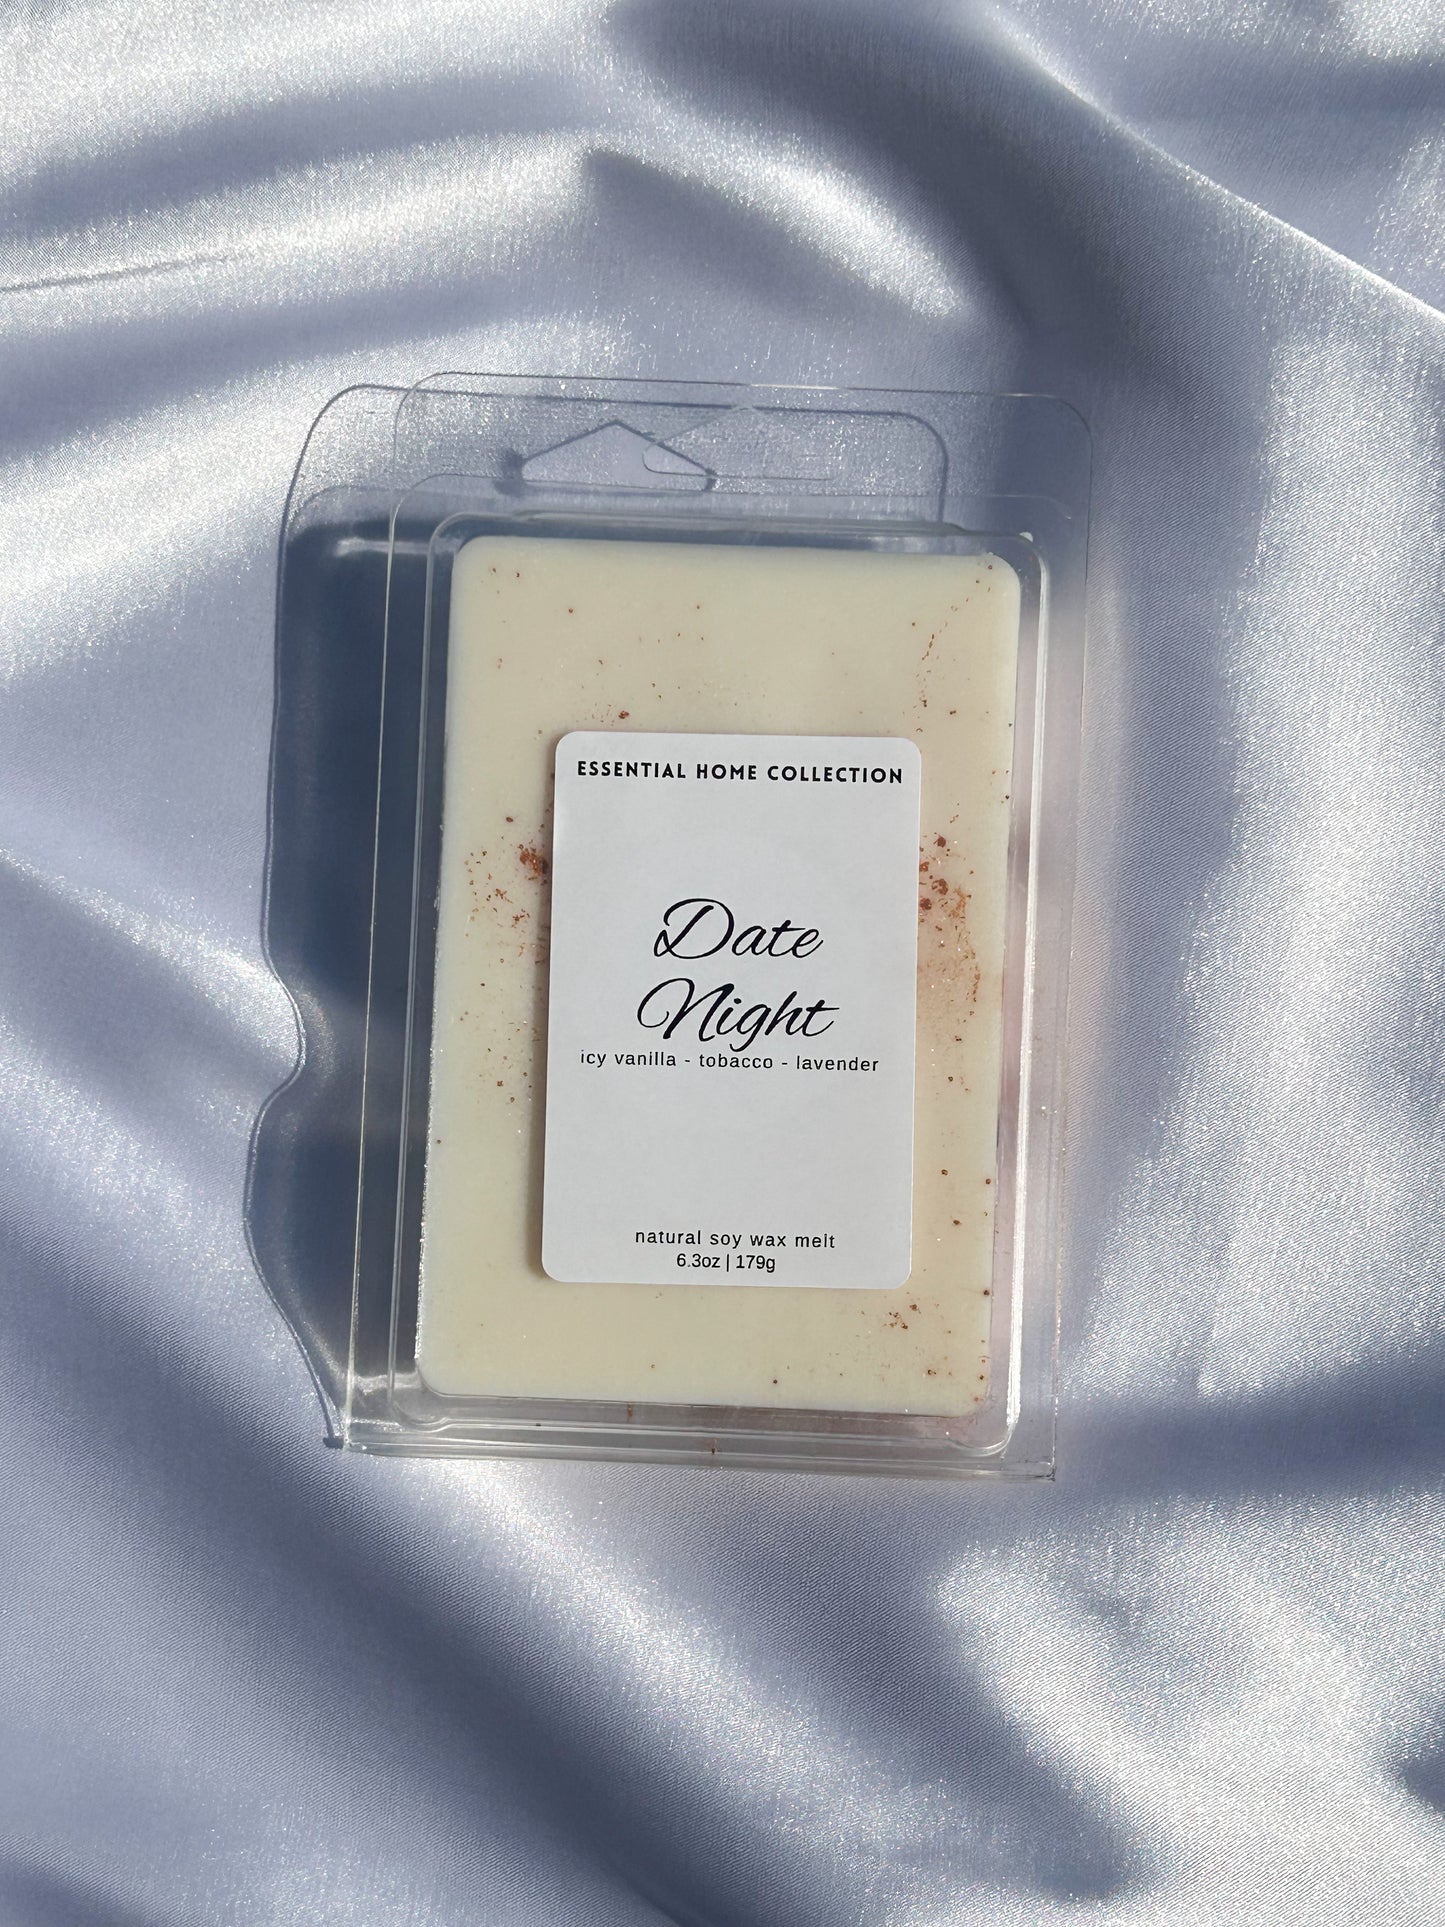 ESSENTIAL HOME COLLECTION
Date
Night
icy vanilla - tobacco - lavender
natural soy wax melt
6.3oz | 179g